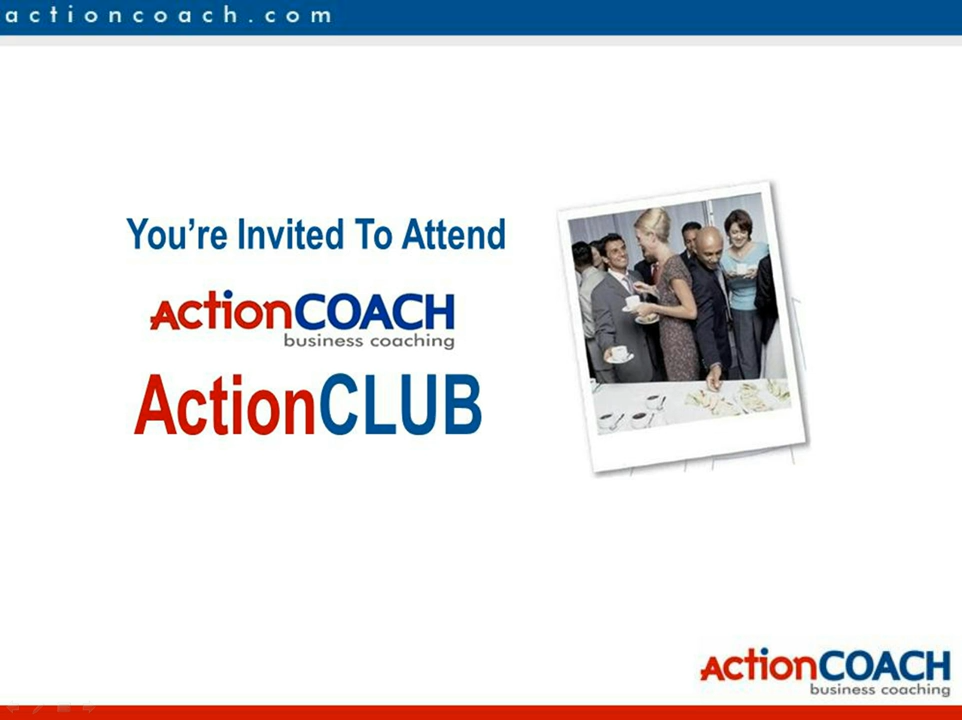 actioncoach.com
You're Invited To Attend
ActionCOACH
business coaching
ActionCLUB
ActionCOACH
business coaching